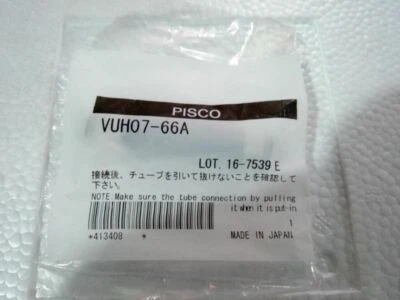 PISCO
VUH07-66A
LOT. 16-7539 E
接続後、チューブを引いて抜けないことを確認して
下さい。
NOTE:Make sure the tube connection by pulling
it when it is put-in.
1
*413408 *
MADE IN JAPAN